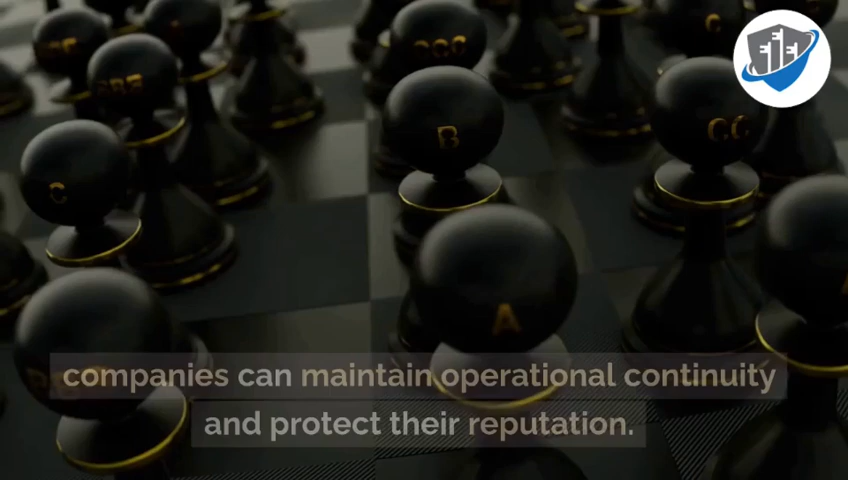 BBB
CCC
C
B
CC
C
A
companies can maintain operational continuity
and protect their reputation.